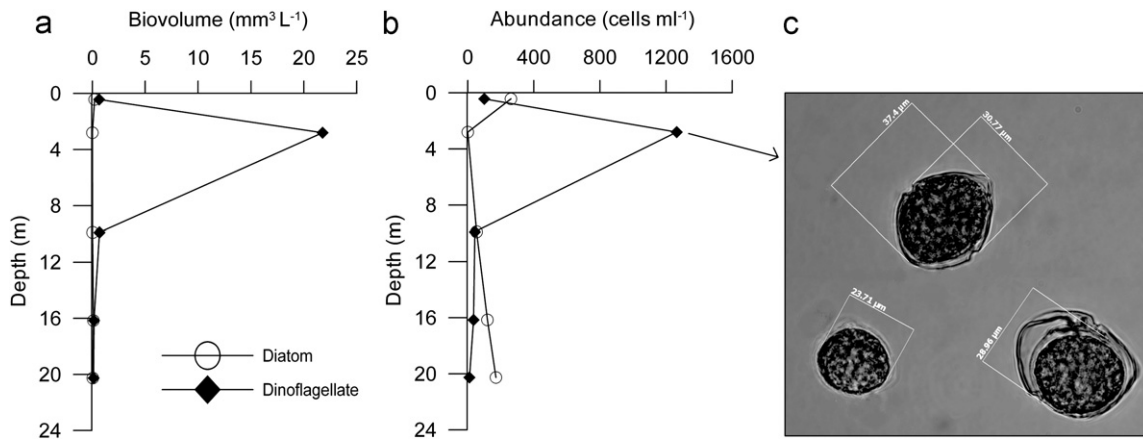 a
Biovolume (mm³ L⁻¹)
0 5 10 15 20 25
Depth (m)
0
4
8
12
16
20
24
Diatom
Dinoflagellate
b
Abundance (cells ml⁻¹)
0 400 800 1200 1600
Depth (m)
0
4
8
12
16
20
24
c
37.4 µm
30.77 µm
23.71 µm
28.96 µm